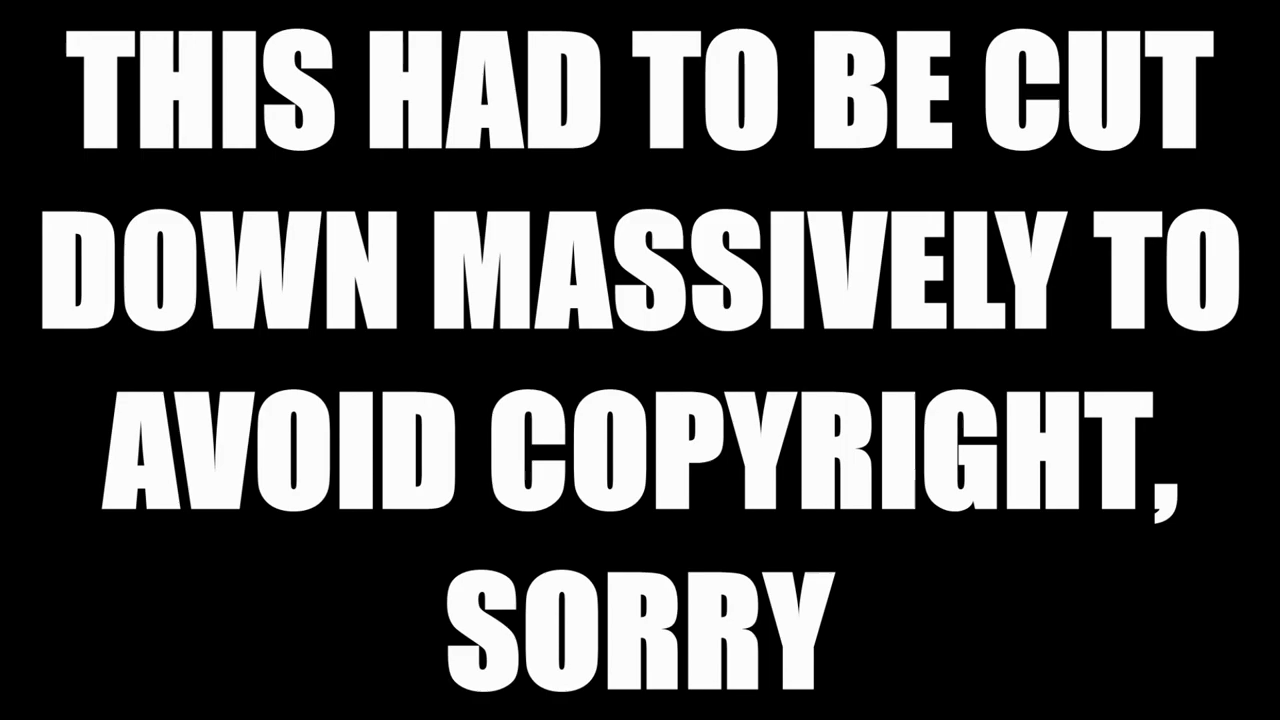 THIS HAD TO BE CUT
DOWN MASSIVELY TO
AVOID COPYRIGHT,
SORRY